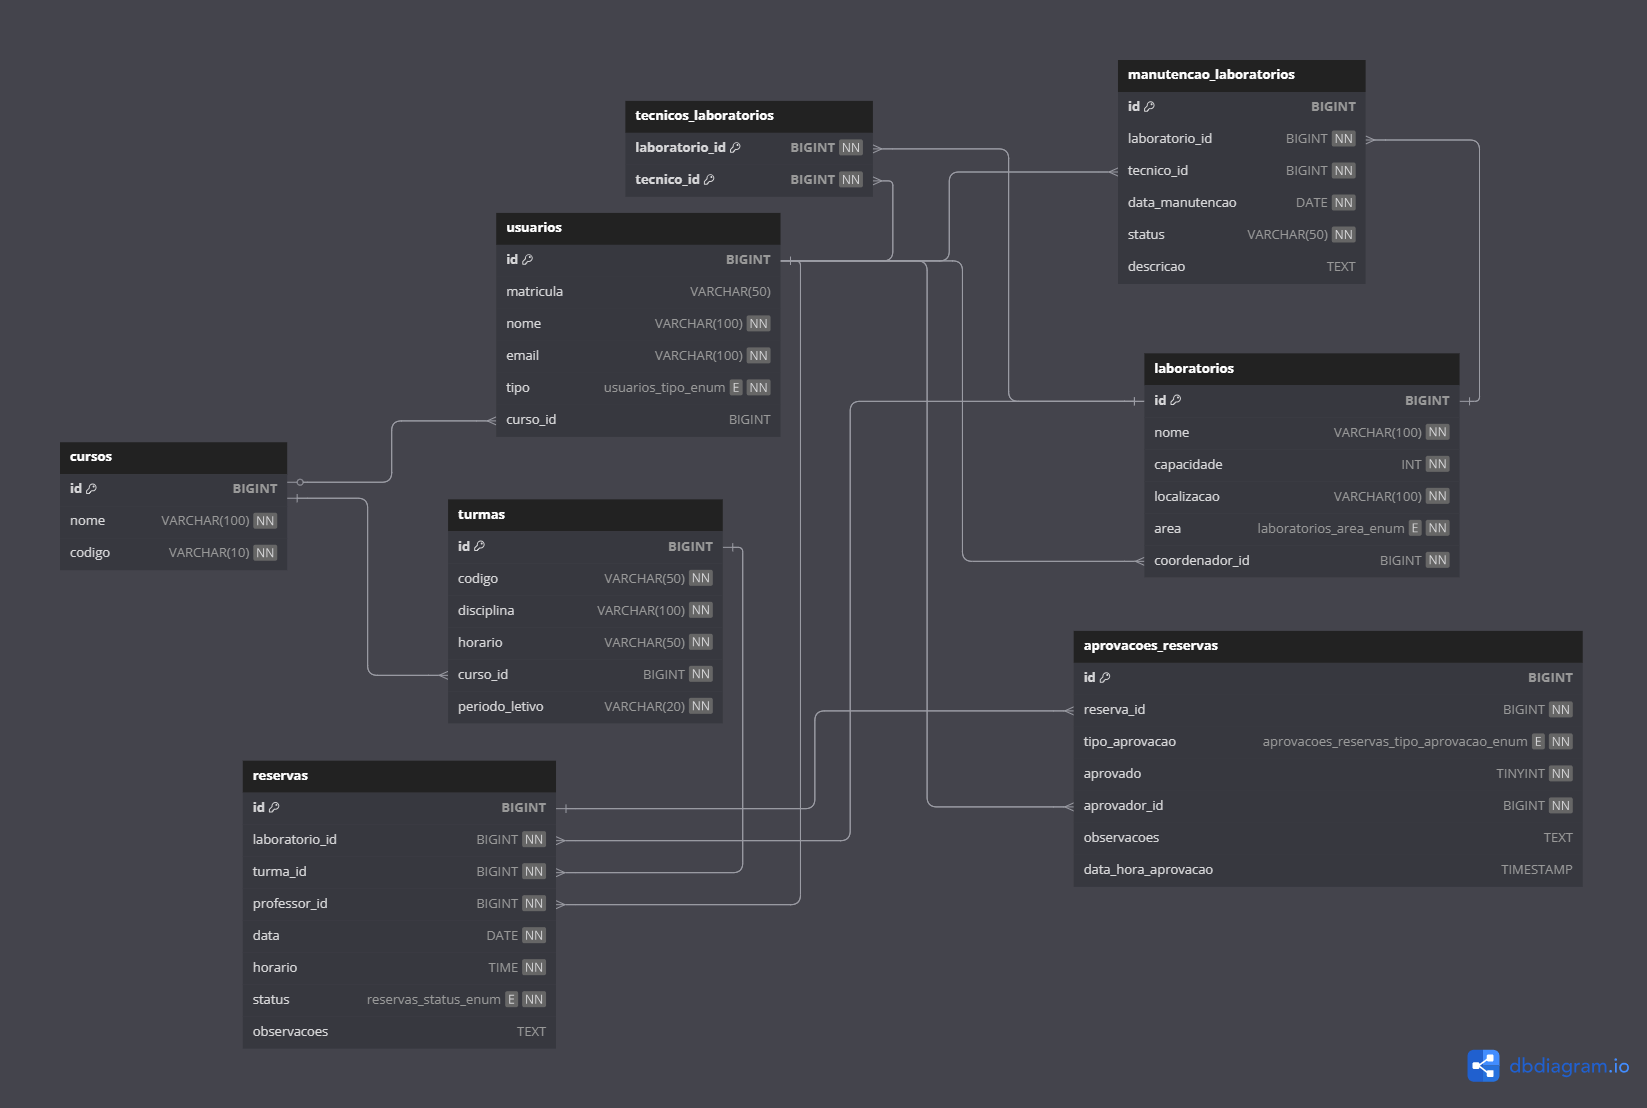 manutencao_laboratorios
id BIGINT
laboratorio_id BIGINT NN
tecnico_id BIGINT NN
data_manutencao DATE NN
status VARCHAR(50) NN
descricao TEXT
tecnicos_laboratorios
laboratorio_id BIGINT NN
tecnico_id BIGINT NN
usuarios
id BIGINT
matricula VARCHAR(50)
nome VARCHAR(100) NN
email VARCHAR(100) NN
tipo usuarios_tipo_enum E NN
curso_id BIGINT
laboratorios
id BIGINT
nome VARCHAR(100) NN
capacidade INT NN
localizacao VARCHAR(100) NN
area laboratorios_area_enum E NN
coordenador_id BIGINT NN
cursos
id BIGINT
nome VARCHAR(100) NN
codigo VARCHAR(10) NN
turmas
id BIGINT
codigo VARCHAR(50) NN
disciplina VARCHAR(100) NN
horario VARCHAR(50) NN
curso_id BIGINT NN
periodo_letivo VARCHAR(20) NN
aprovacoes_reservas
id BIGINT
reserva_id BIGINT NN
tipo_aprovacao aprovacoes_reservas_tipo_aprovacao_enum E NN
aprovado TINYINT NN
aprovador_id BIGINT NN
observacoes TEXT
data_hora_aprovacao TIMESTAMP
reservas
id BIGINT
laboratorio_id BIGINT NN
turma_id BIGINT NN
professor_id BIGINT NN
data DATE NN
horario TIME NN
status reservas_status_enum E NN
observacoes TEXT
dbdiagram.io